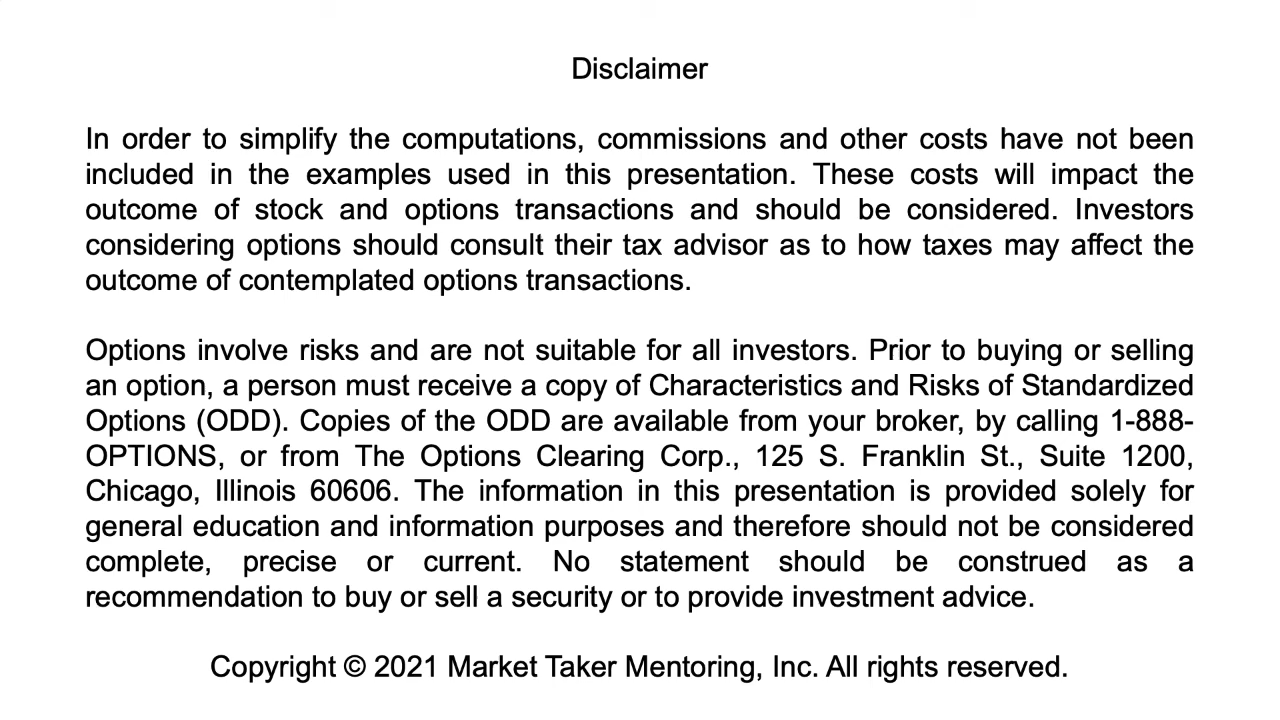 Disclaimer
In order to simplify the computations, commissions and other costs have not been
included in the examples used in this presentation. These costs will impact the
outcome of stock and options transactions and should be considered. Investors
considering options should consult their tax advisor as to how taxes may affect the
outcome of contemplated options transactions.
Options involve risks and are not suitable for all investors. Prior to buying or selling
an option, a person must receive a copy of Characteristics and Risks of Standardized
Options (ODD). Copies of the ODD are available from your broker, by calling 1-888-
OPTIONS, or from The Options Clearing Corp., 125 S. Franklin St., Suite 1200,
Chicago, Illinois 60606. The information in this presentation is provided solely for
general education and information purposes and therefore should not be considered
complete, precise or current. No statement should be construed as a
recommendation to buy or sell a security or to provide investment advice.
Copyright © 2021 Market Taker Mentoring, Inc. All rights reserved.